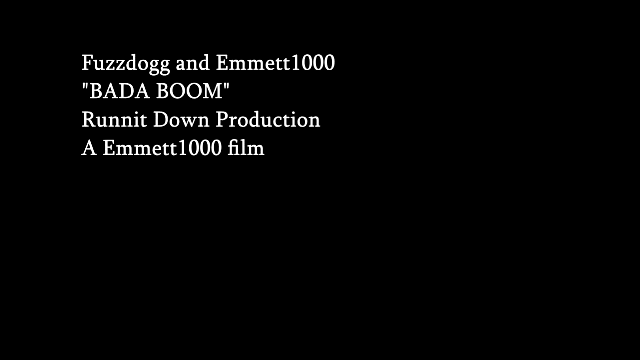 Fuzzdogg and Emmett1000
"BADA BOOM"
Runnit Down Production
A Emmett1000 film